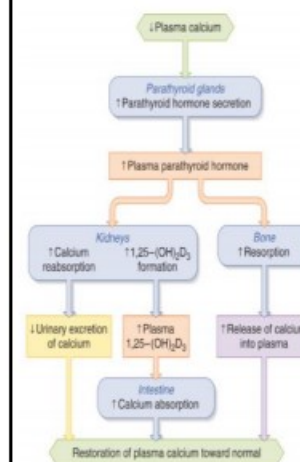 ↓Plasma calcium
Parathyroid glands
↑Parathyroid hormone secretion
↑Plasma parathyroid hormone
Kidneys
↑Calcium reabsorption
↑1,25–(OH)₂D₃ formation
Bone
↑Resorption
↓Urinary excretion
of calcium
↑Plasma
1,25–(OH)₂D₃
↑Release of calcium
into plasma
Intestine
↑Calcium absorption
Restoration of plasma calcium toward normal